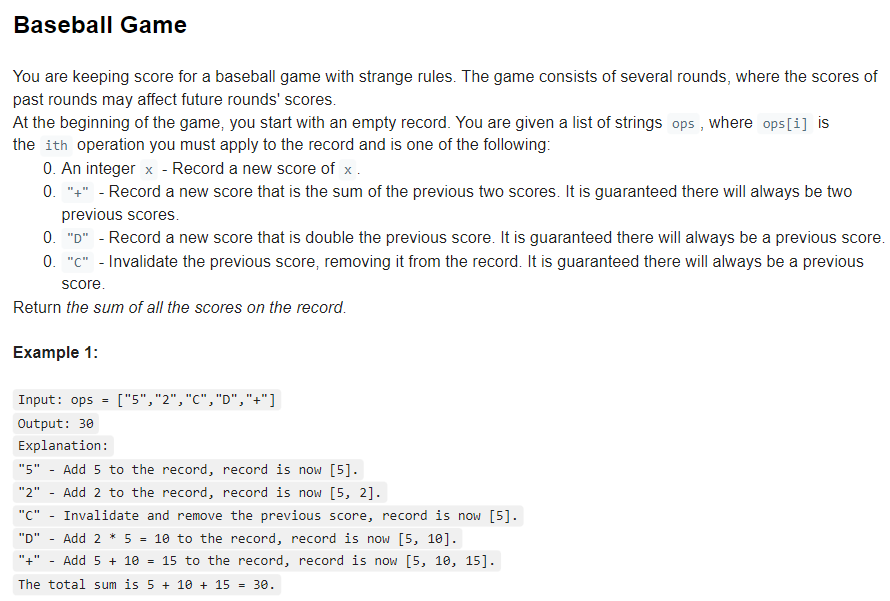 Baseball Game
You are keeping score for a baseball game with strange rules. The game consists of several rounds, where the scores of
past rounds may affect future rounds' scores.
At the beginning of the game, you start with an empty record. You are given a list of strings ops , where ops[i] is
the ith operation you must apply to the record and is one of the following:
0. An integer x - Record a new score of x .
0. "+" - Record a new score that is the sum of the previous two scores. It is guaranteed there will always be two
previous scores.
0. "D" - Record a new score that is double the previous score. It is guaranteed there will always be a previous score.
0. "C" - Invalidate the previous score, removing it from the record. It is guaranteed there will always be a previous
score.
Return the sum of all the scores on the record.
Example 1:
Input: ops = ["5","2","C","D","+"]
Output: 30
Explanation:
"5" - Add 5 to the record, record is now [5].
"2" - Add 2 to the record, record is now [5, 2].
"C" - Invalidate and remove the previous score, record is now [5].
"D" - Add 2 * 5 = 10 to the record, record is now [5, 10].
"+" - Add 5 + 10 = 15 to the record, record is now [5, 10, 15].
The total sum is 5 + 10 + 15 = 30.